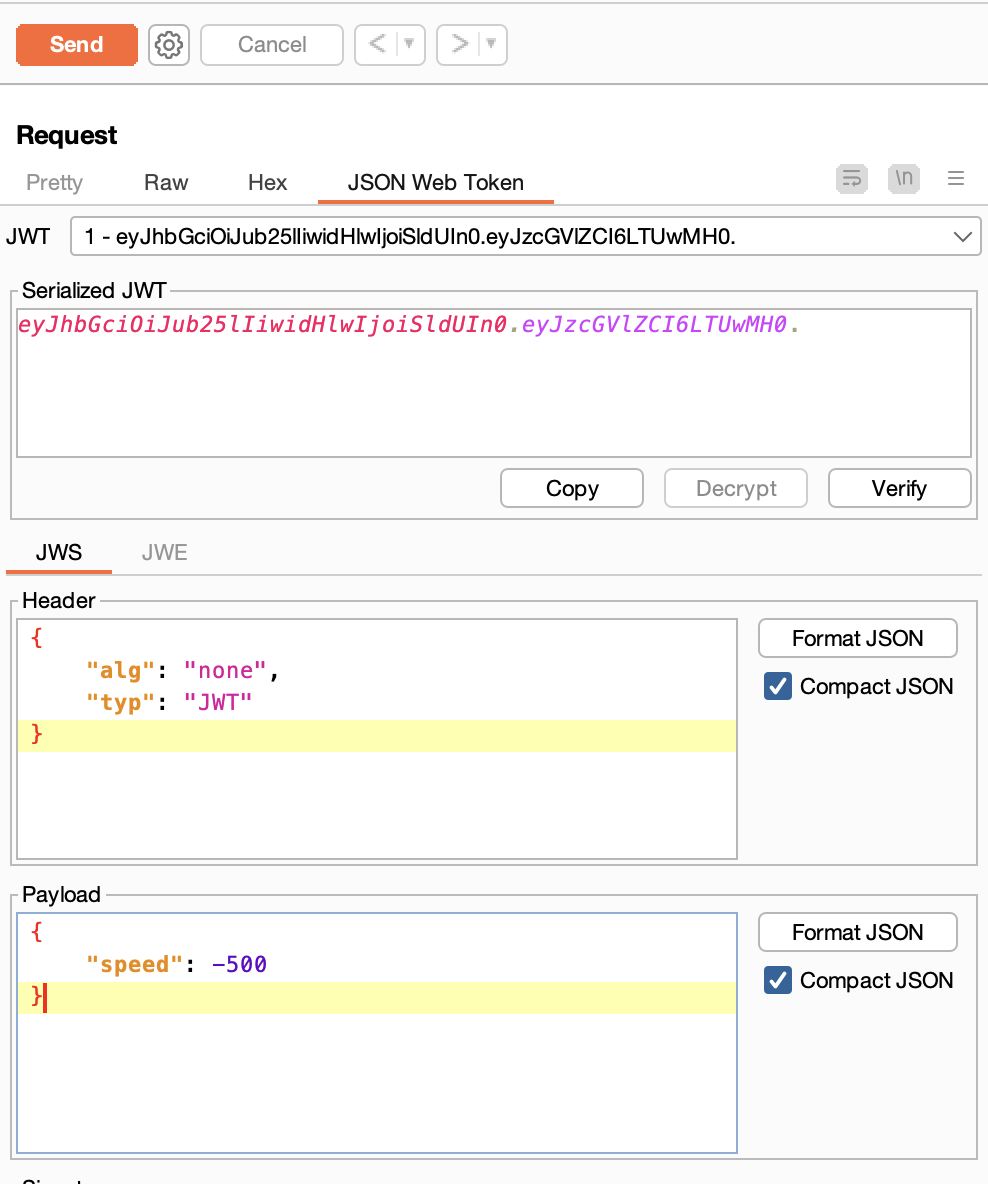 Send Cancel < >
Request
Pretty Raw Hex JSON Web Token \n
JWT 1 - eyJhbGciOiJub25lIiwidHlwIjoiSldUIn0.eyJzcGVlZCI6LTUwMH0.
Serialized JWT
eyJhbGciOiJub25lIiwidHlwIjoiSldUIn0.eyJzcGVlZCI6LTUwMH0.
Copy Decrypt Verify
JWS JWE
Header
{
"alg": "none",
"typ": "JWT"
}
Format JSON
Compact JSON
Payload
{
"speed": -500
}
Format JSON
Compact JSON